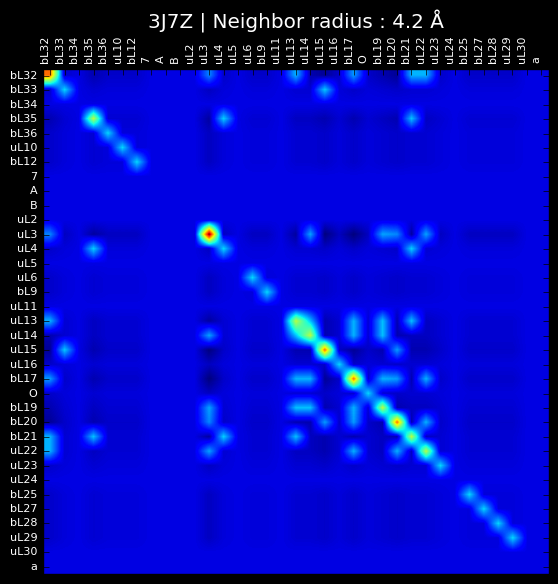 3J7Z | Neighbor radius : 4.2 Å
bL32
bL33
bL34
bL35
bL36
uL10
bL12
7
A
B
uL2
uL3
uL4
uL5
uL6
bL9
uL11
uL13
uL14
uL15
uL16
bL17
O
bL19
bL20
bL21
uL22
uL23
uL24
bL25
bL27
bL28
uL29
uL30
a
bL32
bL33
bL34
bL35
bL36
uL10
bL12
7
A
B
uL2
uL3
uL4
uL5
uL6
bL9
uL11
uL13
uL14
uL15
uL16
bL17
O
bL19
bL20
bL21
uL22
uL23
uL24
bL25
bL27
bL28
uL29
uL30
a